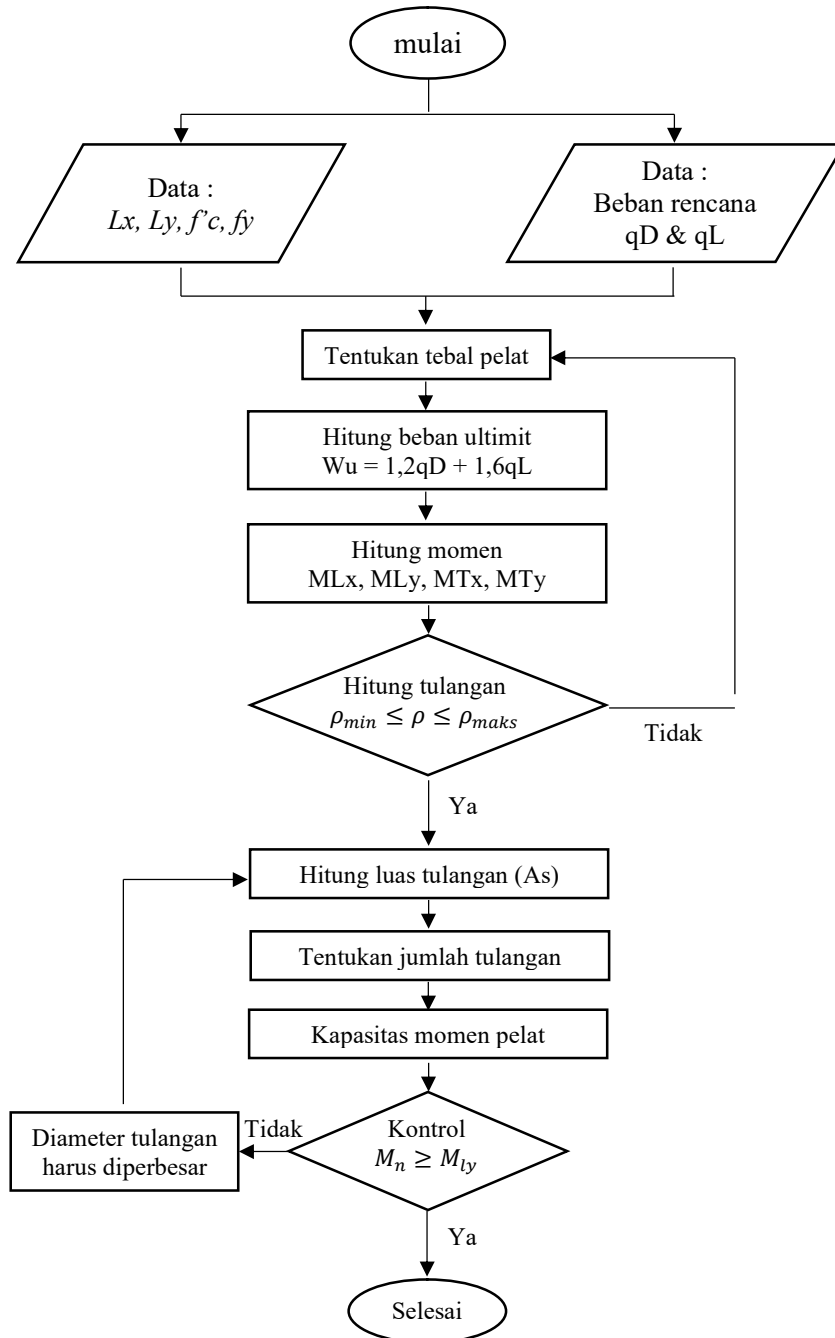 mulai
Data :
Lx, Ly, f’c, fy
Data :
Beban rencana
qD & qL
Tentukan tebal pelat
Hitung beban ultimit
Wu = 1,2qD + 1,6qL
Hitung momen
MLx, MLy, MTx, MTy
Hitung tulangan
𝜌𝑚𝑖𝑛 ≤ 𝜌 ≤ 𝜌𝑚𝑎𝑘𝑠
Tidak
Ya
Hitung luas tulangan (As)
Tentukan jumlah tulangan
Kapasitas momen pelat
Diameter tulangan
harus diperbesar
Tidak
Kontrol
𝑀𝑛 ≥ 𝑀𝑙𝑦
Ya
Selesai